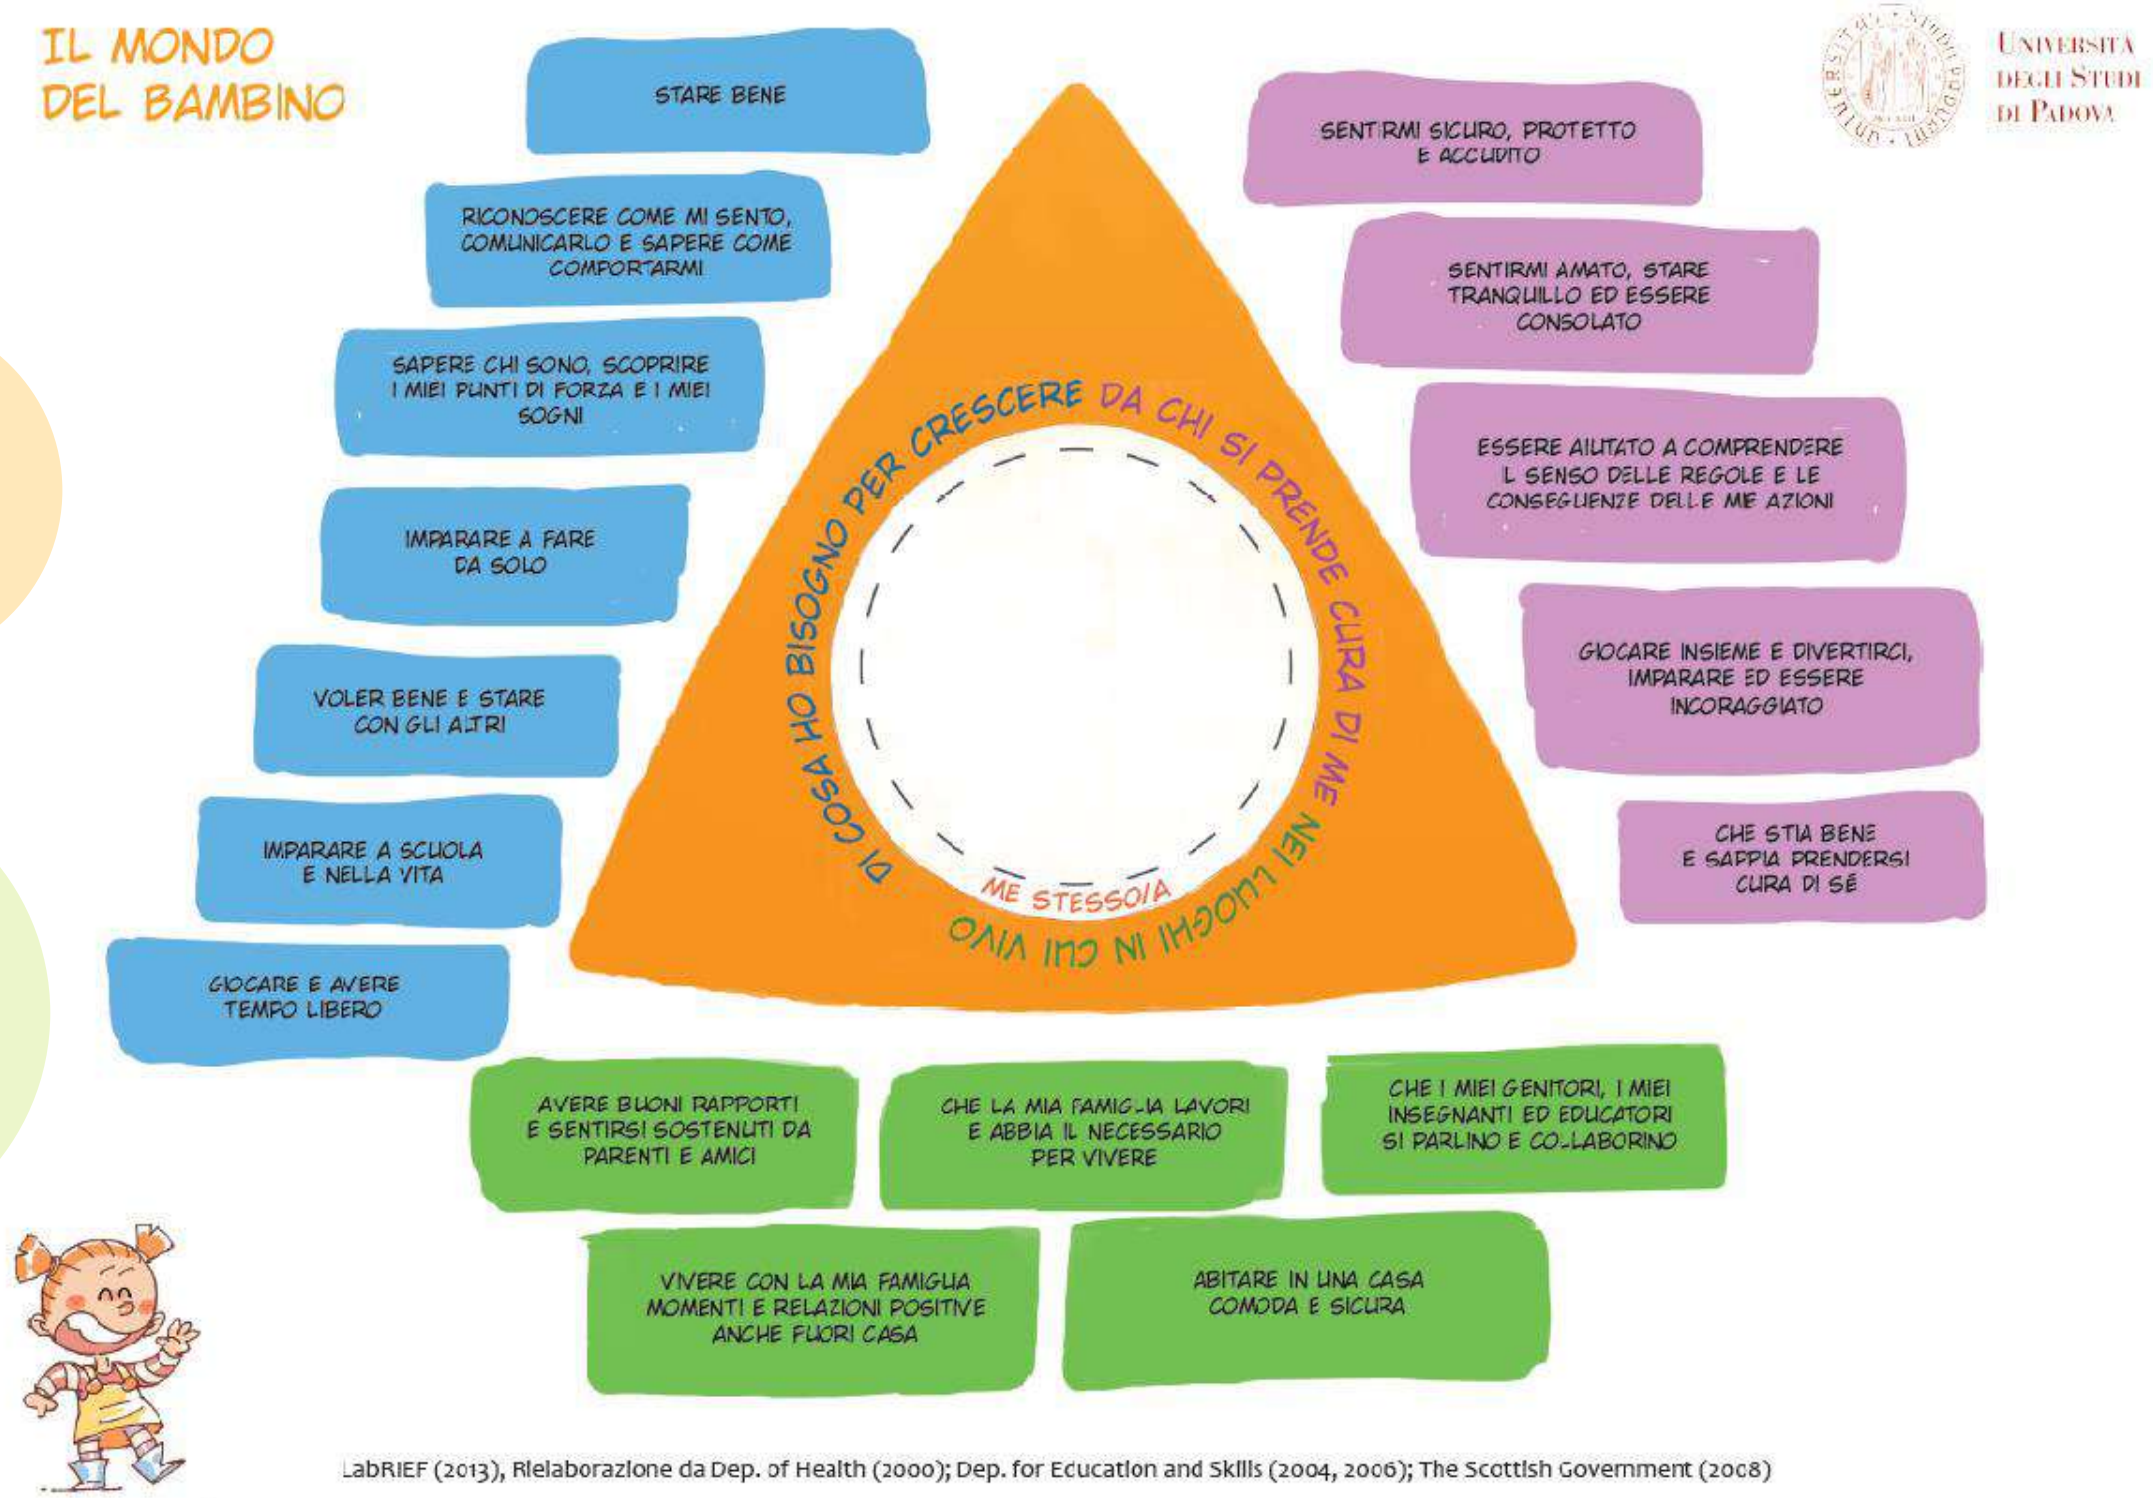 IL MONDO
DEL BAMBINO
UNIVERSITÀ
DEGLI STUDI
DI PADOVA
STARE BENE
RICONOSCERE COME MI SENTO,
COMUNICARLO E SAPERE COME
COMPORTARMI
SAPERE CHI SONO, SCOPRIRE
I MIEI PUNTI DI FORZA E I MIEI
SOGNI
IMPARARE A FARE
DA SOLO
VOLER BENE E STARE
CON GLI ALTRI
IMPARARE A SCUOLA
E NELLA VITA
GIOCARE E AVERE
TEMPO LIBERO
DI COSA HO BISOGNO PER CRESCERE
DA CHI SI PRENDE CURA DI ME
NEI LUOGHI IN CUI VIVO
ME STESSO/A
SENTIRMI SICURO, PROTETTO
E ACCUDITO
SENTIRMI AMATO, STARE
TRANQUILLO ED ESSERE
CONSOLATO
ESSERE AIUTATO A COMPRENDERE
L SENSO DELLE REGOLE E LE
CONSEGUENZE DELLE MIE AZIONI
GIOCARE INSIEME E DIVERTIRCI,
IMPARARE ED ESSERE
INCORAGGIATO
CHE STIA BENE
E SAPPIA PRENDERSI
CURA DI SÉ
AVERE BUONI RAPPORTI
E SENTIRSI SOSTENUTI DA
PARENTI E AMICI
CHE LA MIA FAMIGLIA LAVORI
E ABBIA IL NECESSARIO
PER VIVERE
CHE I MIEI GENITORI, I MIEI
INSEGNANTI ED EDUCATORI
SI PARLINO E COLLABORINO
VIVERE CON LA MIA FAMIGLIA
MOMENTI E RELAZIONI POSITIVE
ANCHE FUORI CASA
ABITARE IN UNA CASA
COMODA E SICURA
LabRIEF (2013), Rielaborazione da Dep. of Health (2000); Dep. for Education and Skills (2004, 2006); The Scottish Government (2008)